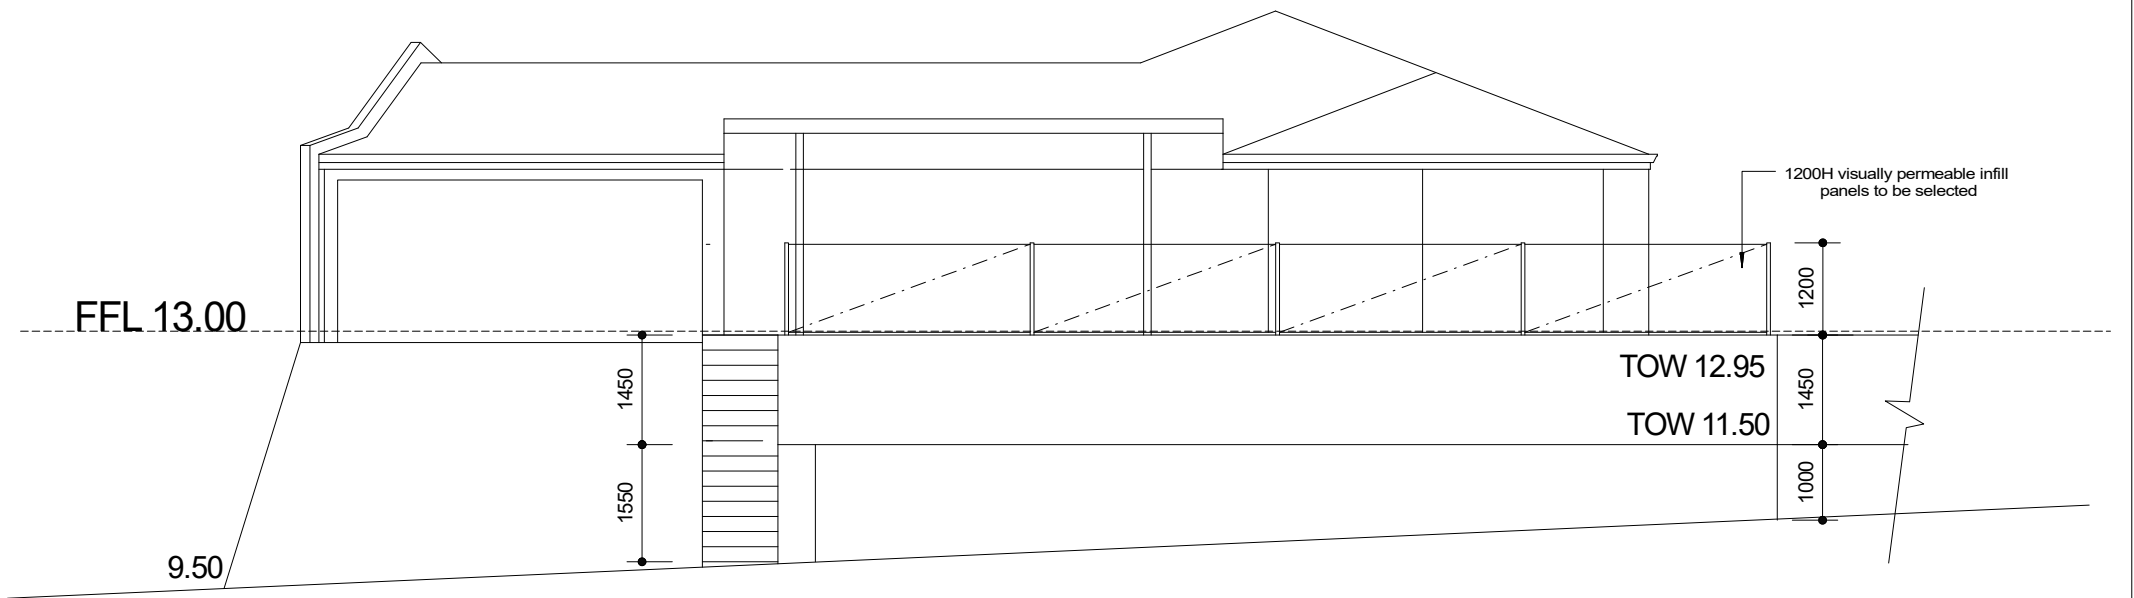 1200H visually permeable infill
panels to be selected
1200
FFL 13.00
TOW 12.95
1450
1450
TOW 11.50
1000
1550
9.50